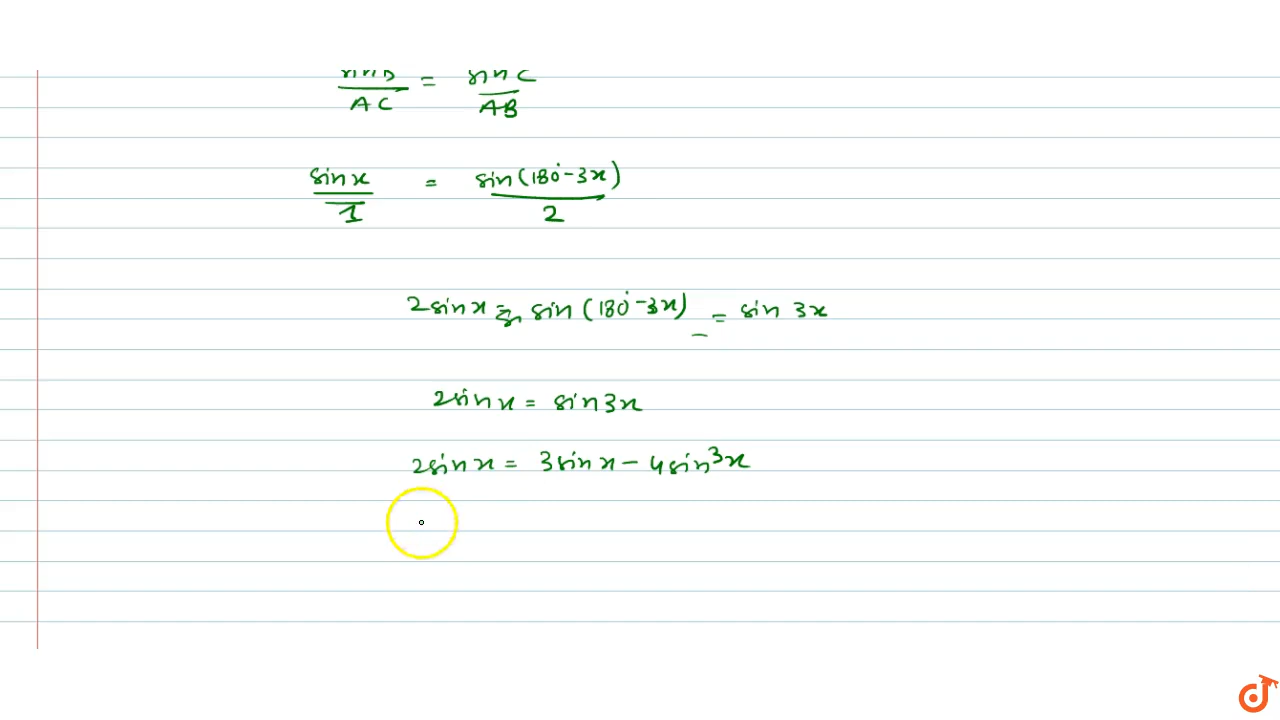 sin B/AC = sin C/AB
sin x/1 = sin(180° - 3x)/2
2 sin x = sin (180° - 3x) = sin 3x
2 sin x = sin 3x
2 sin x = 3 sin x - 4 sin³x